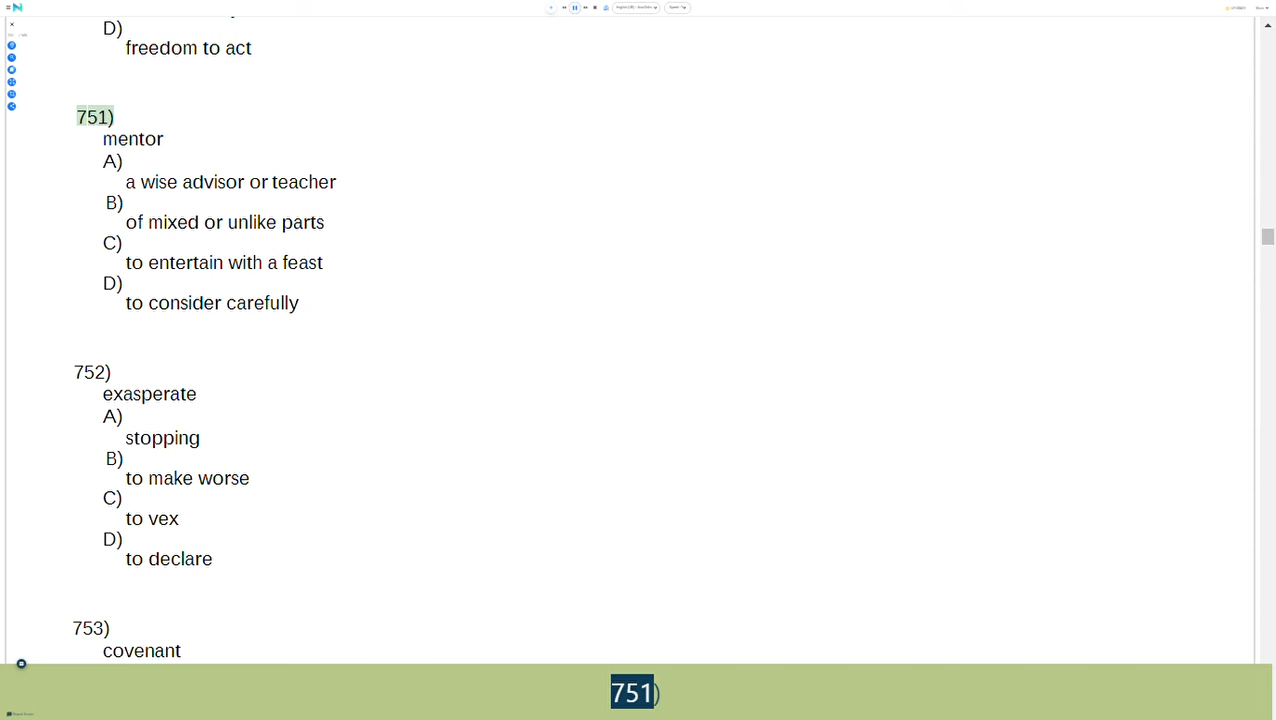 D)
freedom to act
751)
mentor
A)
a wise advisor or teacher
B)
of mixed or unlike parts
C)
to entertain with a feast
D)
to consider carefully
752)
exasperate
A)
stopping
B)
to make worse
C)
to vex
D)
to declare
753)
covenant
751)